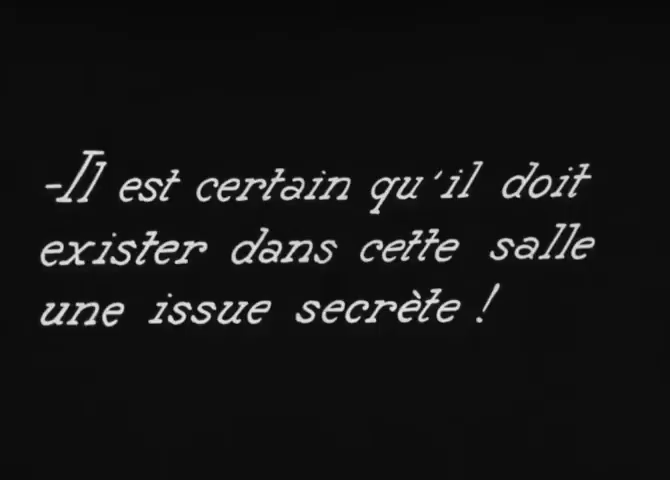 -Il est certain qu'il doit
exister dans cette salle
une issue secrète !